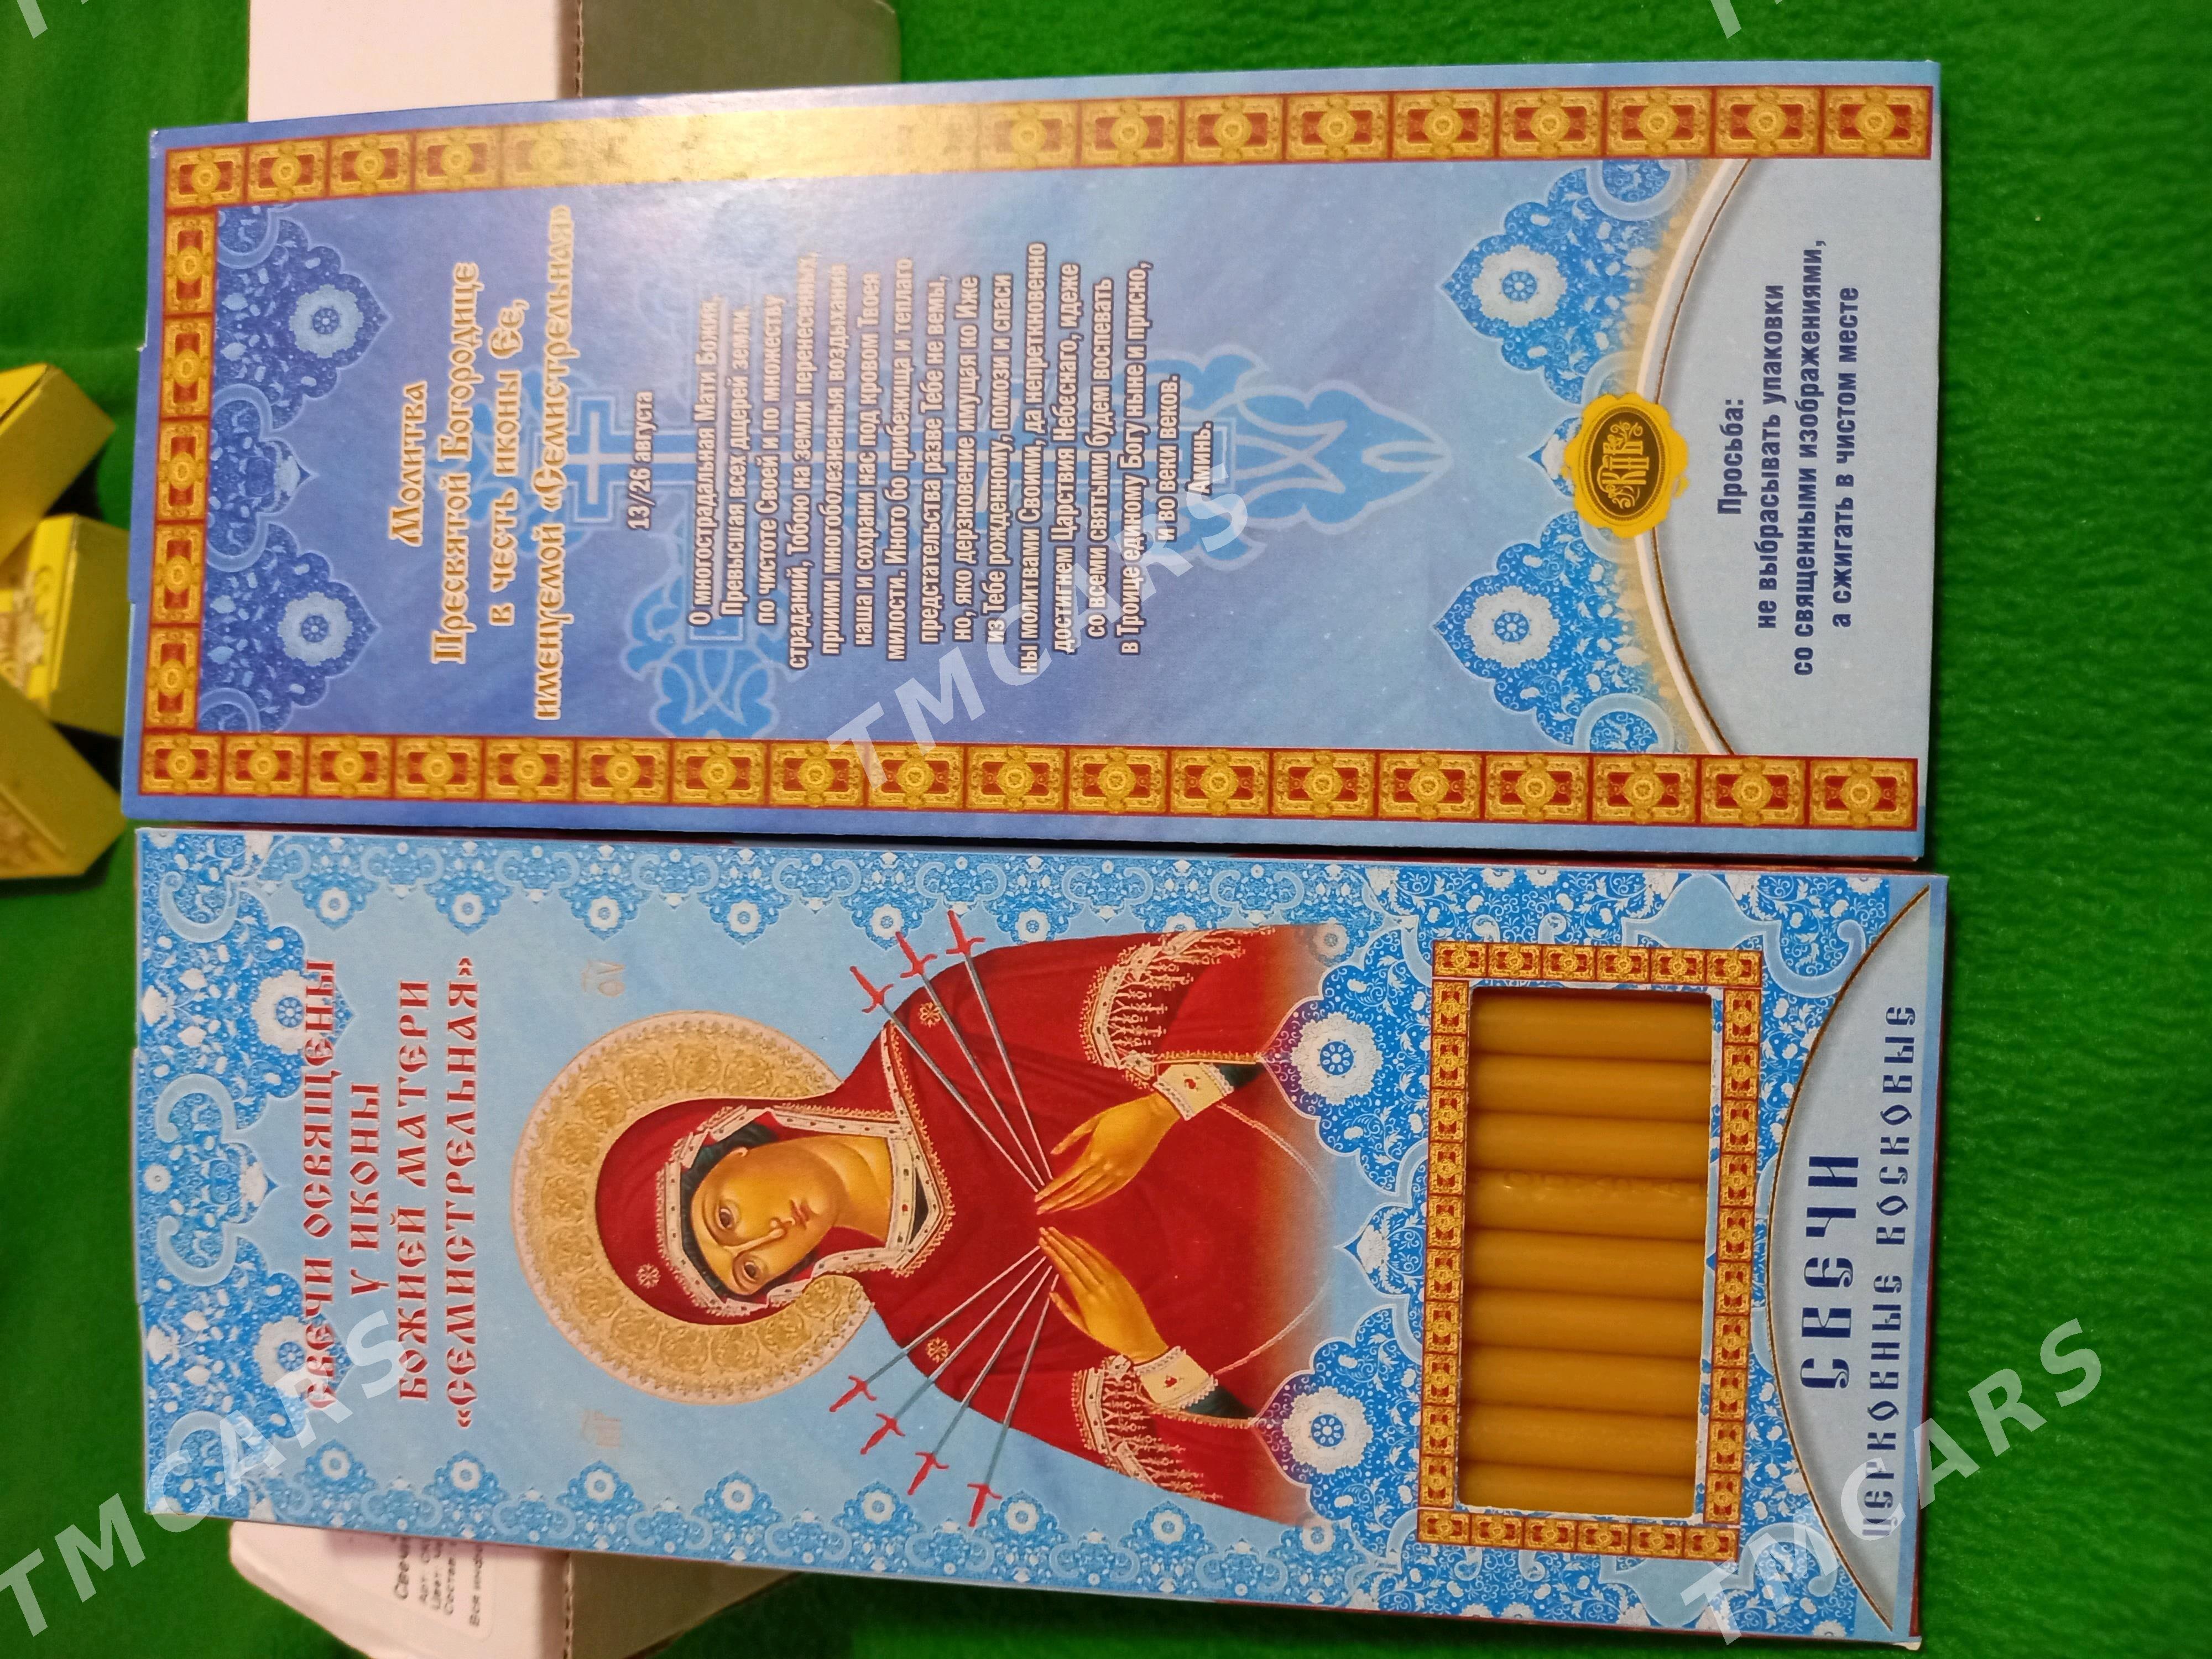 Молитва
Пресвятой Богородице
в честь иконы Ее,
именуемой «Семистрельная»
13/26 августа
О многострадальная Мати Божия,
Превысшая всех дщерей земли,
по чистоте Своей и по множеству
страданий, Тобою на земли перенесенных,
приими многоболезненныя воздыхания
наша и сохрани нас под кровом Твоея
милости. Инаго бо прибежища и теплаго
предстательства разве Тебе не вемы,
но, яко дерзновение имущая ко Иже
из Тебе рожденному, помози и спаси
ны молитвами Своими, да непреткновенно
достигнем Царствия Небеснаго, идеже
со всеми святыми будем воспевать
в Троице единому Богу ныне и присно,
и во веки веков.
Аминь.
Просьба:
не выбрасывать упаковки
со священными изображениями,
а сжигать в чистом месте
СВЕЧИ ОСВЯЩЕНЫ
У ИКОНЫ
БОЖИЕЙ МАТЕРИ
«СЕМИСТРЕЛЬНАЯ»
СВЕЧИ
ЦЕРКОВНЫЕ ВОСКОВЫЕ
TMCARS
TMCARS
TMCARS